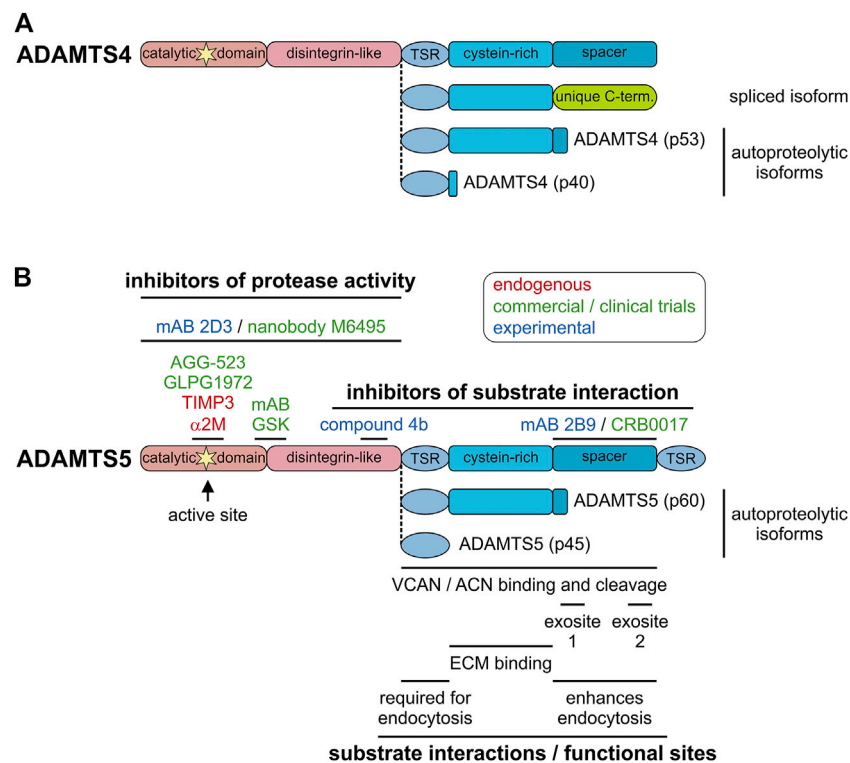 A
ADAMTS4
catalytic domain
disintegrin-like
TSR
cystein-rich
spacer
unique C-term.
spliced isoform
ADAMTS4 (p53)
ADAMTS4 (p40)
autoproteolytic
isoforms
B
inhibitors of protease activity
endogenous
commercial / clinical trials
experimental
mAB 2D3 / nanobody M6495
AGG-523
GLPG1972
TIMP3
α2M
mAB
GSK
inhibitors of substrate interaction
compound 4b
mAB 2B9 / CRB0017
ADAMTS5
catalytic domain
disintegrin-like
TSR
cystein-rich
spacer
TSR
active site
ADAMTS5 (p60)
ADAMTS5 (p45)
autoproteolytic
isoforms
VCAN / ACN binding and cleavage
exosite
1
exosite
2
ECM binding
required for
endocytosis
enhances
endocytosis
substrate interactions / functional sites